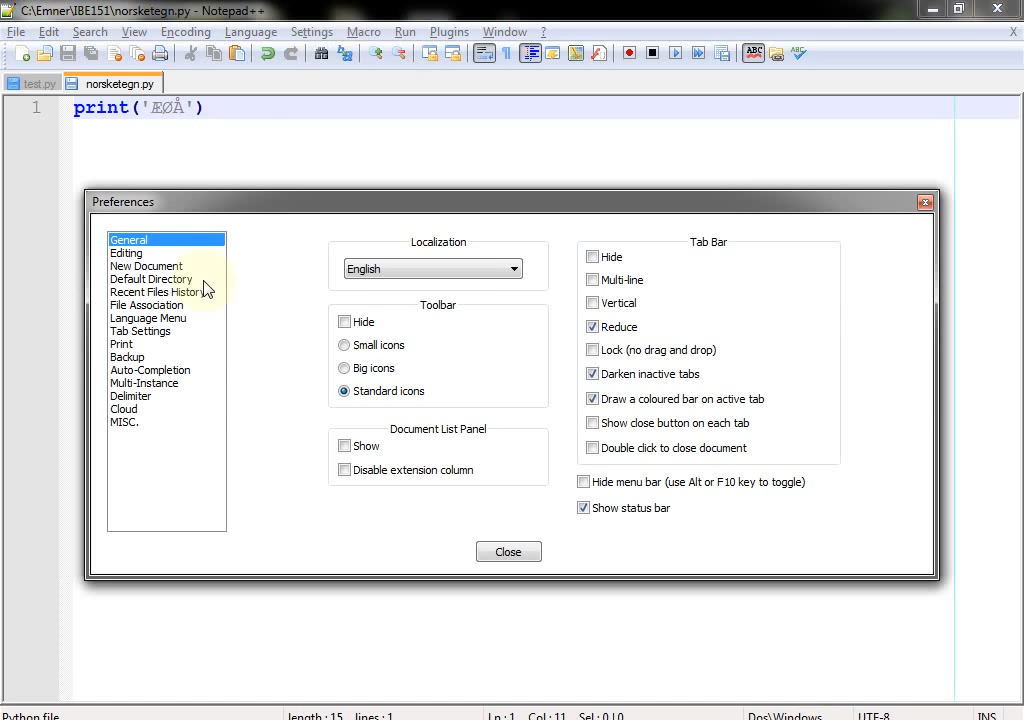 C:\Emner\IBE151\norsketegn.py - Notepad++
File Edit Search View Encoding Language Settings Macro Run Plugins Window ? X
ABC ABC
test.py norsketegn.py
1 print('ÆØÅ')
Preferences
General
Editing
New Document
Default Directory
Recent Files History
File Association
Language Menu
Tab Settings
Print
Backup
Auto-Completion
Multi-Instance
Delimiter
Cloud
MISC.
Localization
English
Toolbar
Hide
Small icons
Big icons
Standard icons
Document List Panel
Show
Disable extension column
Tab Bar
Hide
Multi-line
Vertical
Reduce
Lock (no drag and drop)
Darken inactive tabs
Draw a coloured bar on active tab
Show close button on each tab
Double click to close document
Hide menu bar (use Alt or F10 key to toggle)
Show status bar
Close
Python file length : 15 lines : 1 Ln : 1 Col : 11 Sel : 0 | 0 Dos\Windows UTF-8 INS